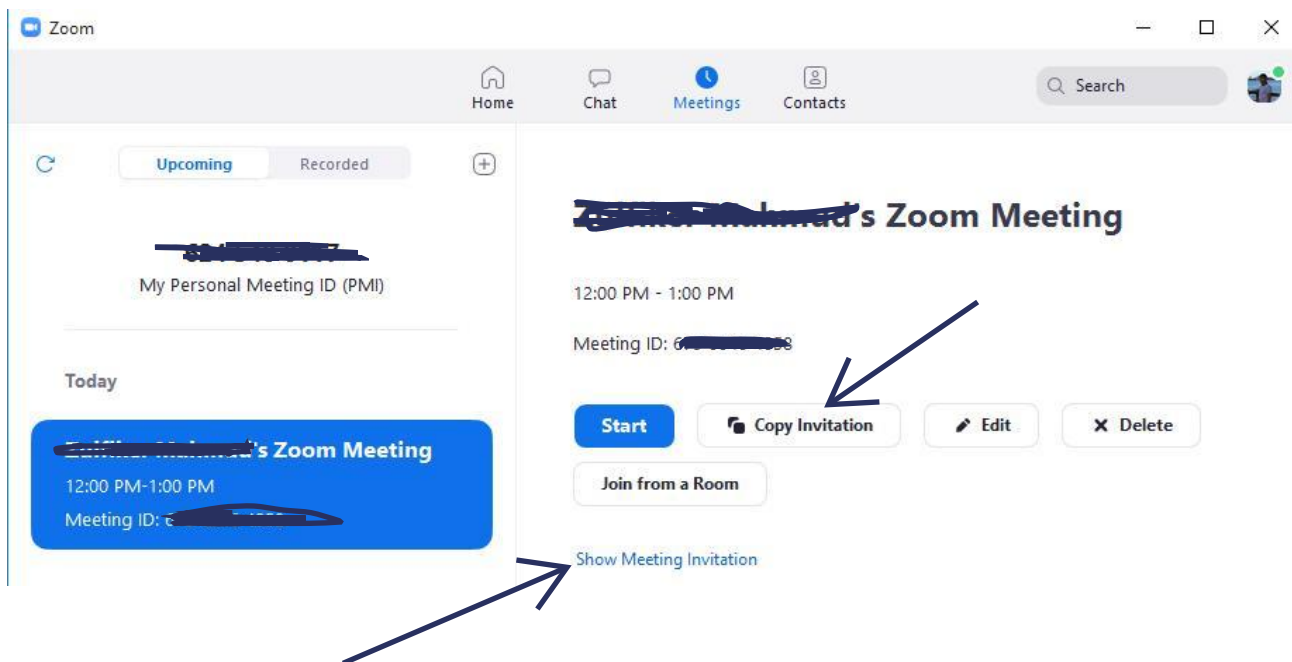 Zoom
Home Chat Meetings Contacts
Search
Upcoming Recorded
My Personal Meeting ID (PMI)
Today
's Zoom Meeting
12:00 PM-1:00 PM
Meeting ID:
's Zoom Meeting
12:00 PM - 1:00 PM
Meeting ID:
Start Copy Invitation Edit Delete
Join from a Room
Show Meeting Invitation